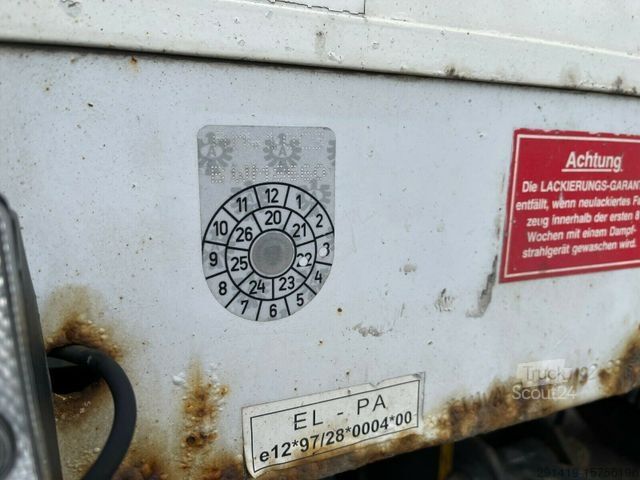 11 12 1
10 20 2
26 21
9 25 22 3
8 24 23 4
7 6 5
Achtung
Die LACKIERUNGS-GARAN
entfällt, wenn neulackiertes Fa
zeug innerhalb der ersten 8
Wochen mit einem Dampf-
strahlgerät gewaschen wird.
EL - PA
e12*97/28*0004*00
Truck
Scout24